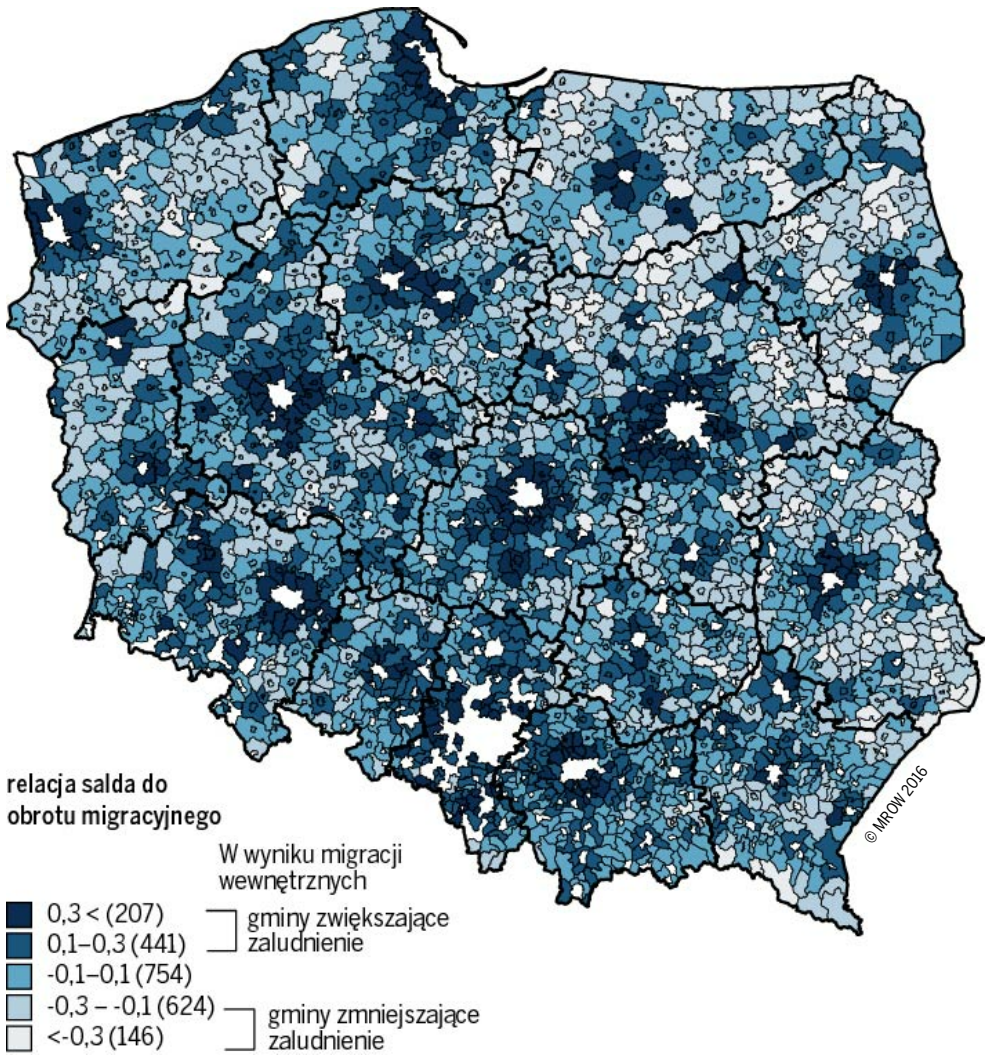 © MROW 2016
relacja salda do
obrotu migracyjnego
W wyniku migracji
wewnętrznych
0,3 < (207)
0,1–0,3 (441)
gminy zwiększające
zaludnienie
-0,1–0,1 (754)
-0,3 – -0,1 (624)
<-0,3 (146)
gminy zmniejszające
zaludnienie